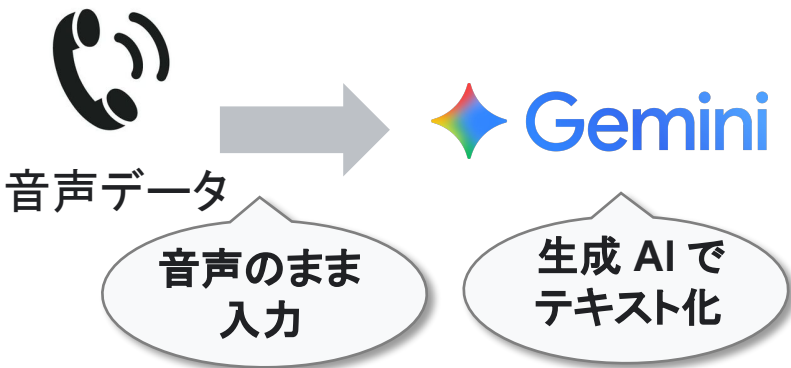 Gemini
音声データ
音声のまま
入力
生成 AI で
テキスト化